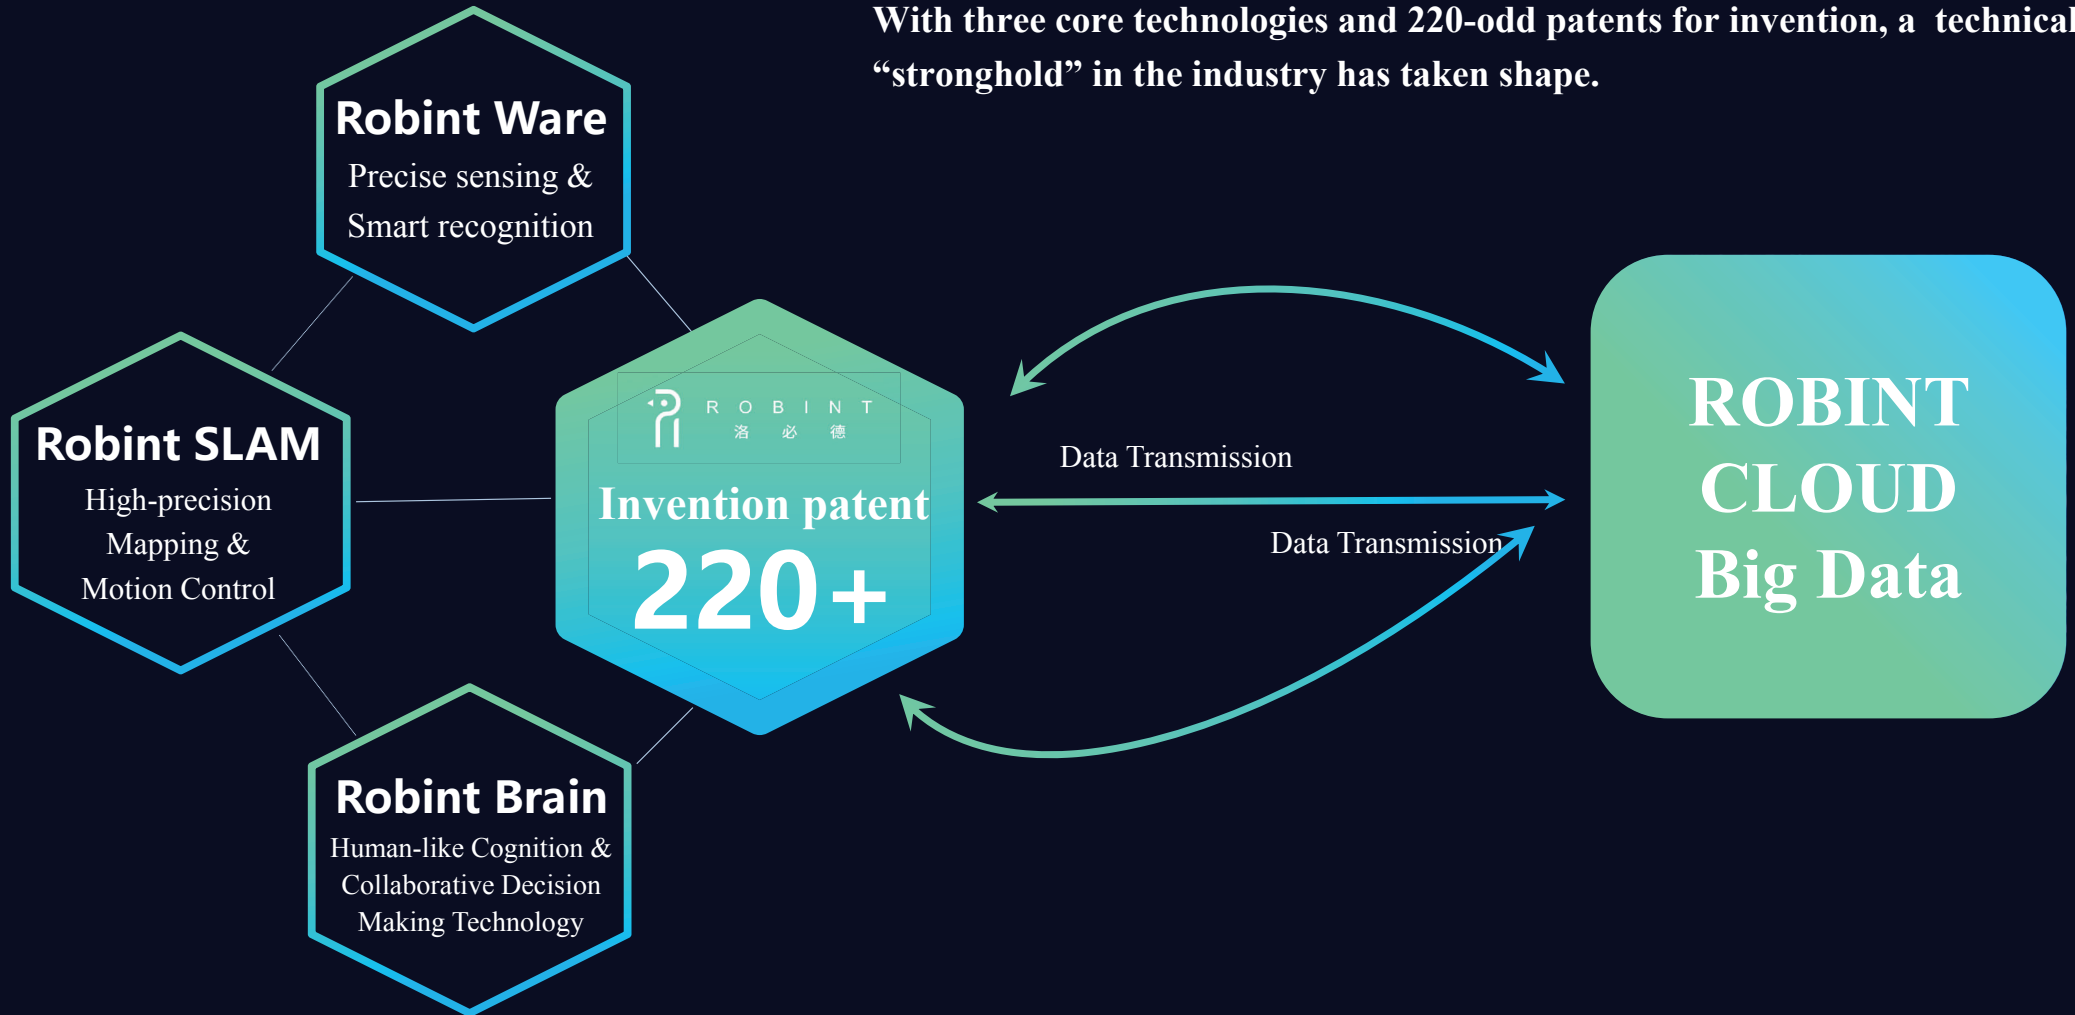 With three core technologies and 220-odd patents for invention, a technical
“stronghold” in the industry has taken shape.
Robint Ware
Precise sensing &
Smart recognition
Robint SLAM
High-precision
Mapping &
Motion Control
Robint Brain
Human-like Cognition &
Collaborative Decision
Making Technology
ROBINT
洛必德
Invention patent
220+
Data Transmission
Data Transmission
ROBINT
CLOUD
Big Data